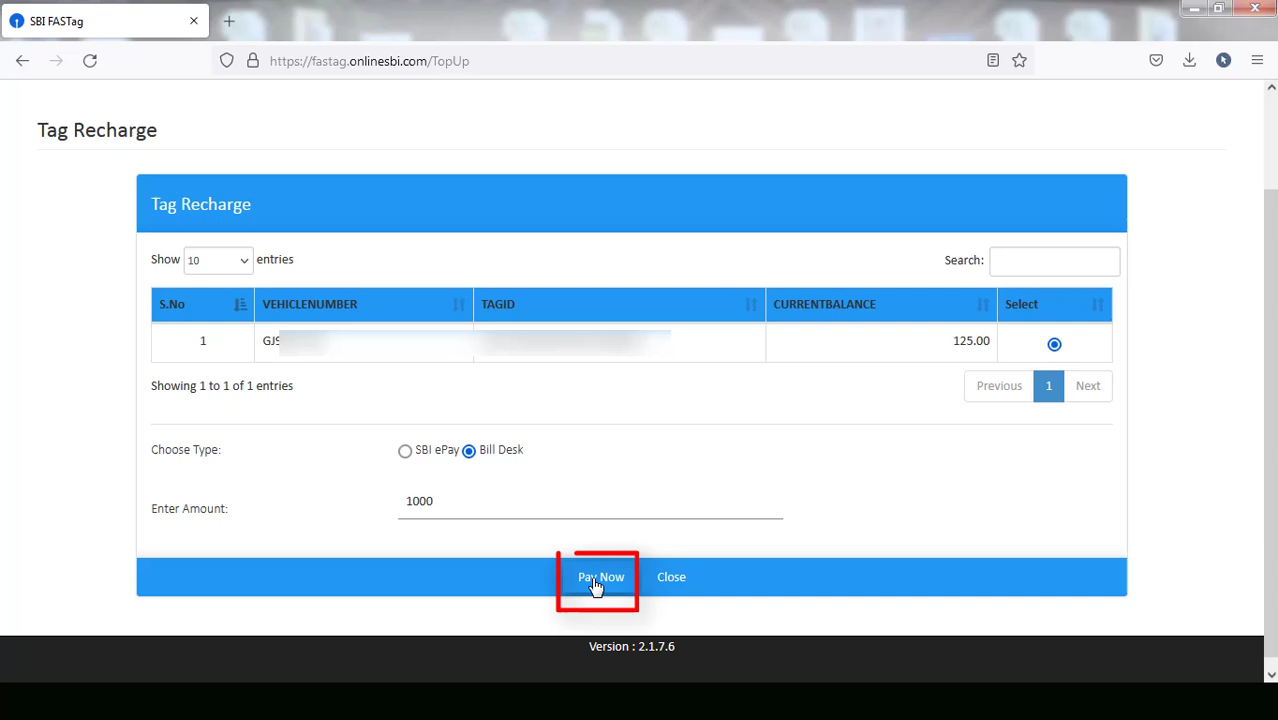 SBI FASTag
https://fastag.onlinesbi.com/TopUp
Tag Recharge
Tag Recharge
Show 10 entries Search:
S.No VEHICLENUMBER TAGID CURRENTBALANCE Select
1 125.00
Showing 1 to 1 of 1 entries Previous 1 Next
Choose Type: SBI ePay Bill Desk
Enter Amount: 1000
Pay Now Close
Version : 2.1.7.6